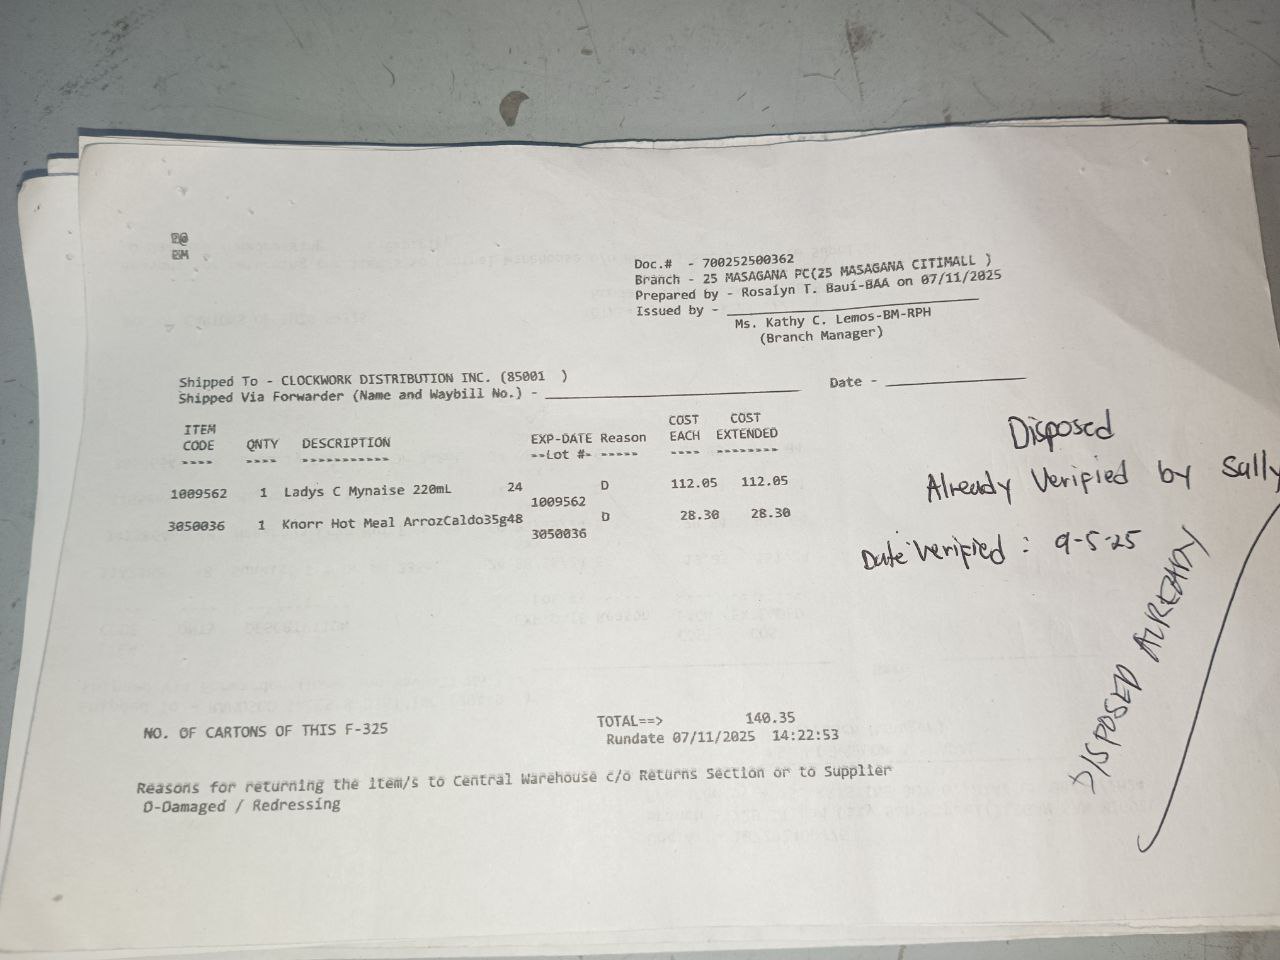 Doc.# - 700252500362
Branch - 25 MASAGANA PC(25 MASAGANA CITIMALL )
Prepared by - Rosalyn T. Baui-BAA on 07/11/2025
Issued by -
Ms. Kathy C. Lemos-BM-RPH
(Branch Manager)
Shipped To - CLOCKWORK DISTRIBUTION INC. (85001 )
Shipped Via Forwarder (Name and Waybill No.) -
Date -
ITEM CODE QNTY DESCRIPTION EXP-DATE Reason COST EACH COST EXTENDED
--Lot #-
1009562 1 Ladys C Mynaise 220mL 24 D 112.05 112.05
1009562
3050036 1 Knorr Hot Meal ArrozCaldo35g48 D 28.30 28.30
3050036
Disposed
Already Verified by Sally
Date Verified : 9-5-25
DISPOSED ALREADY
NO. OF CARTONS OF THIS F-325
TOTAL==> 140.35
Rundate 07/11/2025 14:22:53
Reasons for returning the item/s to Central Warehouse c/o Returns Section or to Supplier
D-Damaged / Redressing